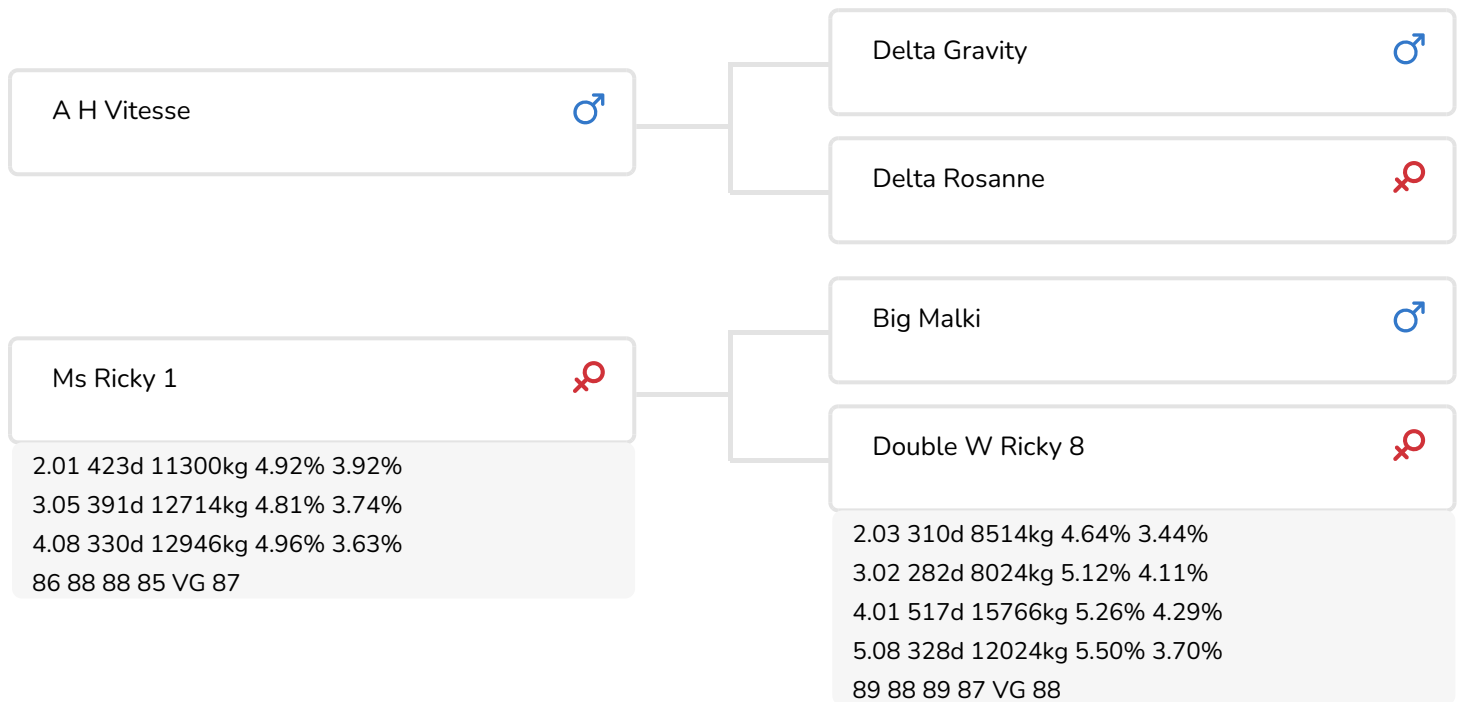 A H Vitesse
Delta Gravity
Delta Rosanne
Ms Ricky 1
2.01 423d 11300kg 4.92% 3.92%
3.05 391d 12714kg 4.81% 3.74%
4.08 330d 12946kg 4.96% 3.63%
86 88 88 85 VG 87
Big Malki
Double W Ricky 8
2.03 310d 8514kg 4.64% 3.44%
3.02 282d 8024kg 5.12% 4.11%
4.01 517d 15766kg 5.26% 4.29%
5.08 328d 12024kg 5.50% 3.70%
89 88 89 87 VG 88